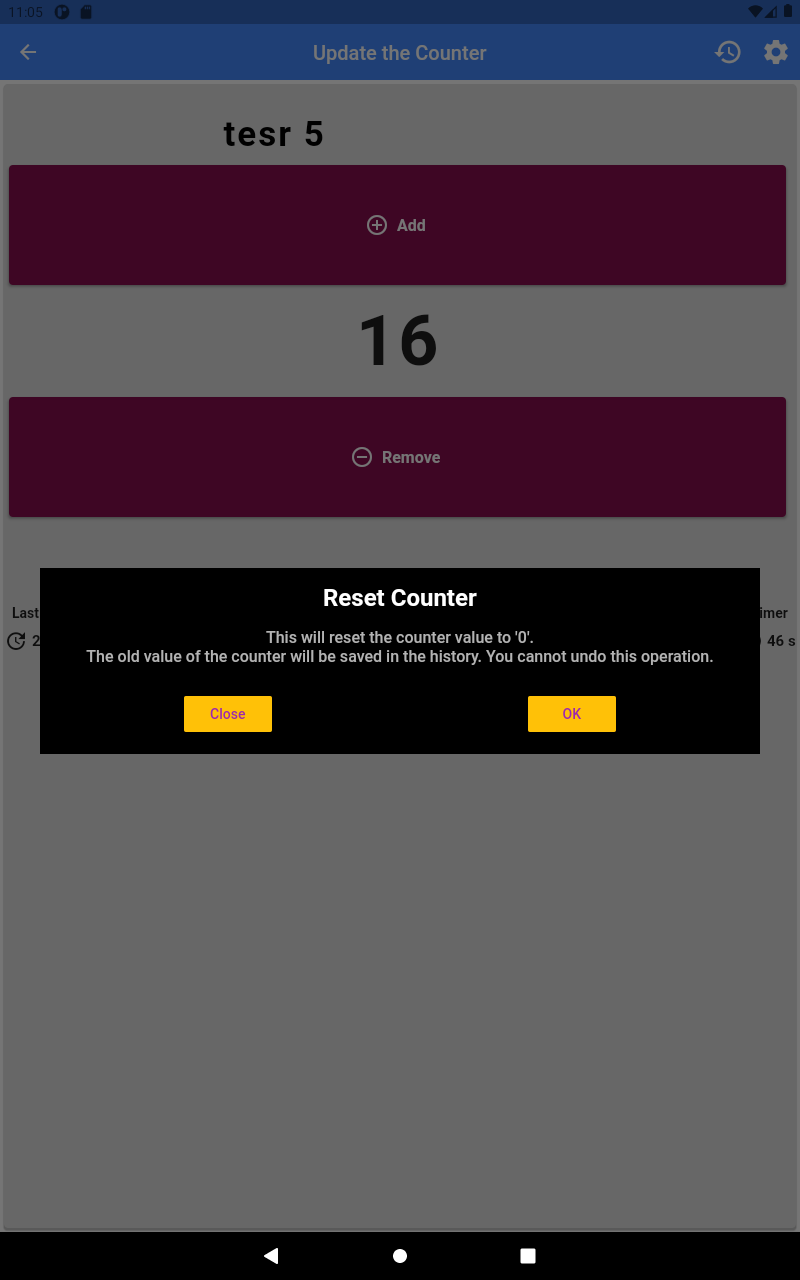 11:05
Update the Counter
tesr 5
Add
16
Remove
Last
imer
2
46 s
Reset Counter
This will reset the counter value to '0'.
The old value of the counter will be saved in the history. You cannot undo this operation.
Close
OK